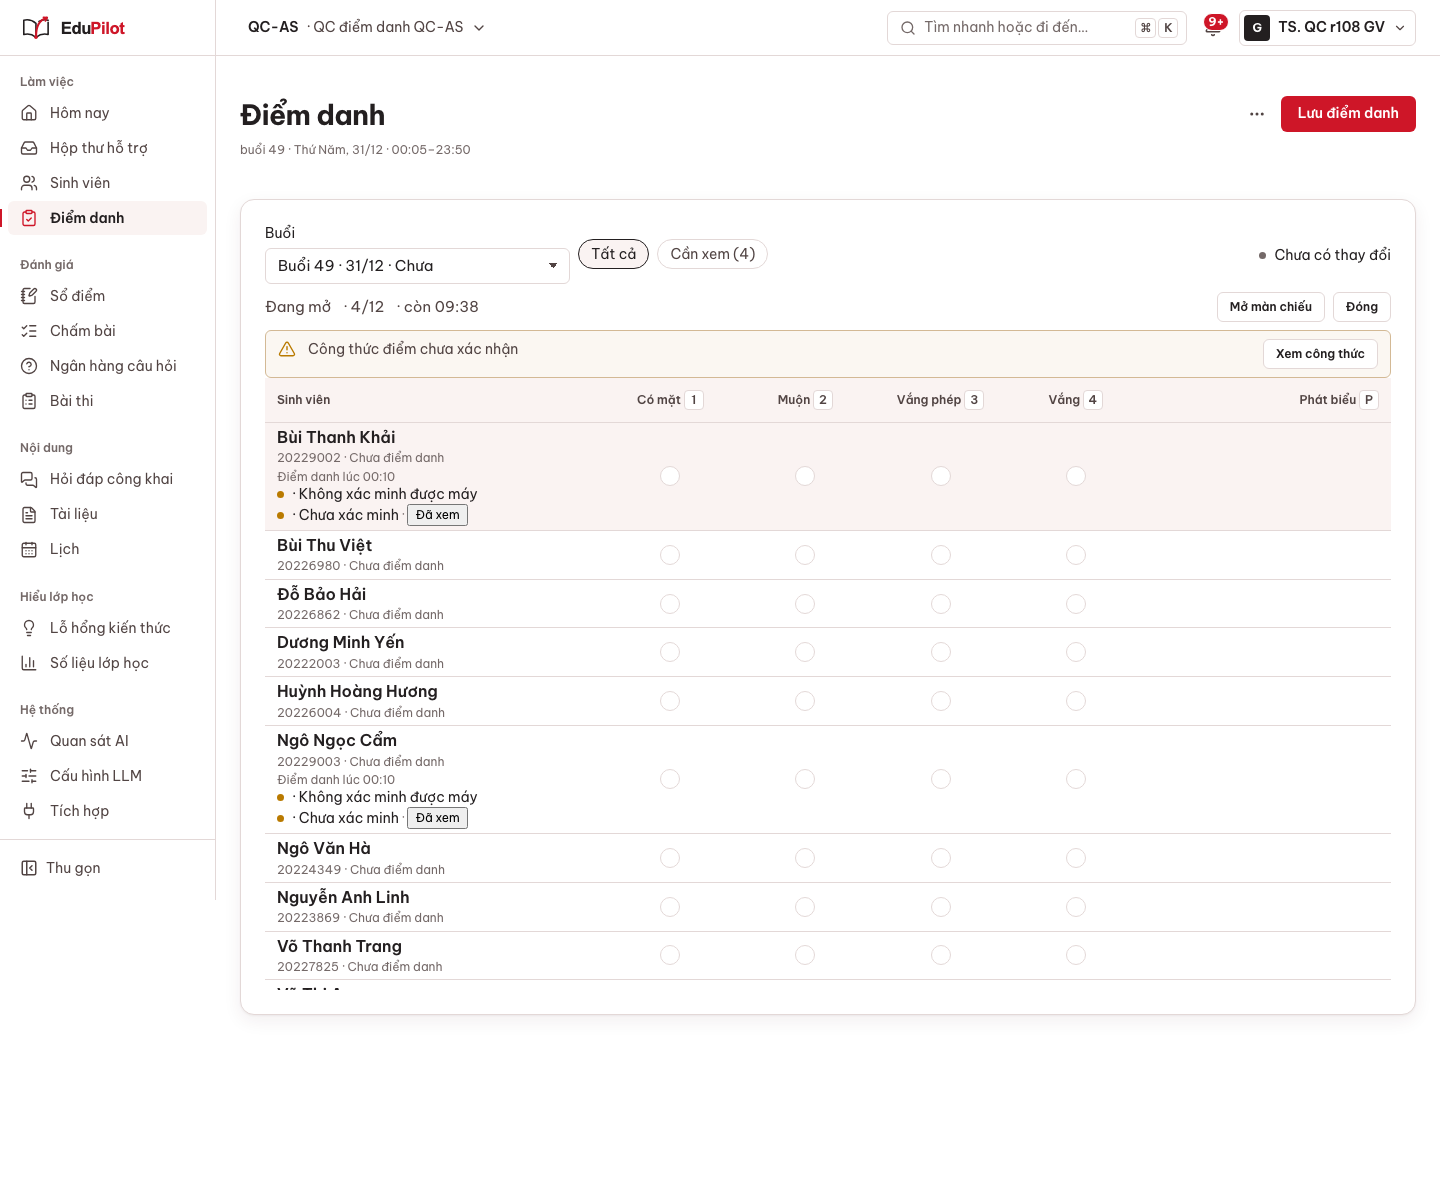 EduPilot
QC-AS · QC điểm danh QC-AS
Tìm nhanh hoặc đi đến... ⌘ K
9+
G TS. QC r108 GV
Làm việc
Hôm nay
Hộp thư hỗ trợ
Sinh viên
Điểm danh
Đánh giá
Sổ điểm
Chấm bài
Ngân hàng câu hỏi
Bài thi
Nội dung
Hỏi đáp công khai
Tài liệu
Lịch
Hiểu lớp học
Lỗ hổng kiến thức
Số liệu lớp học
Hệ thống
Quan sát AI
Cấu hình LLM
Tích hợp
Thu gọn
Điểm danh
Lưu điểm danh
buổi 49 · Thứ Năm, 31/12 · 00:05–23:50
Buổi
Buổi 49 · 31/12 · Chưa
Tất cả
Cần xem (4)
Chưa có thay đổi
Đang mở · 4/12 · còn 09:38
Mở màn chiếu
Đóng
Công thức điểm chưa xác nhận
Xem công thức
Sinh viên Có mặt 1 Muộn 2 Vắng phép 3 Vắng 4 Phát biểu P
Bùi Thanh Khải
20229002 · Chưa điểm danh
Điểm danh lúc 00:10
· Không xác minh được máy
· Chưa xác minh · Đã xem
Bùi Thu Việt
20226980 · Chưa điểm danh
Đỗ Bảo Hải
20226862 · Chưa điểm danh
Dương Minh Yến
20222003 · Chưa điểm danh
Huỳnh Hoàng Hương
20226004 · Chưa điểm danh
Ngô Ngọc Cẩm
20229003 · Chưa điểm danh
Điểm danh lúc 00:10
· Không xác minh được máy
· Chưa xác minh · Đã xem
Ngô Văn Hà
20224349 · Chưa điểm danh
Nguyễn Anh Linh
20223869 · Chưa điểm danh
Võ Thanh Trang
20227825 · Chưa điểm danh